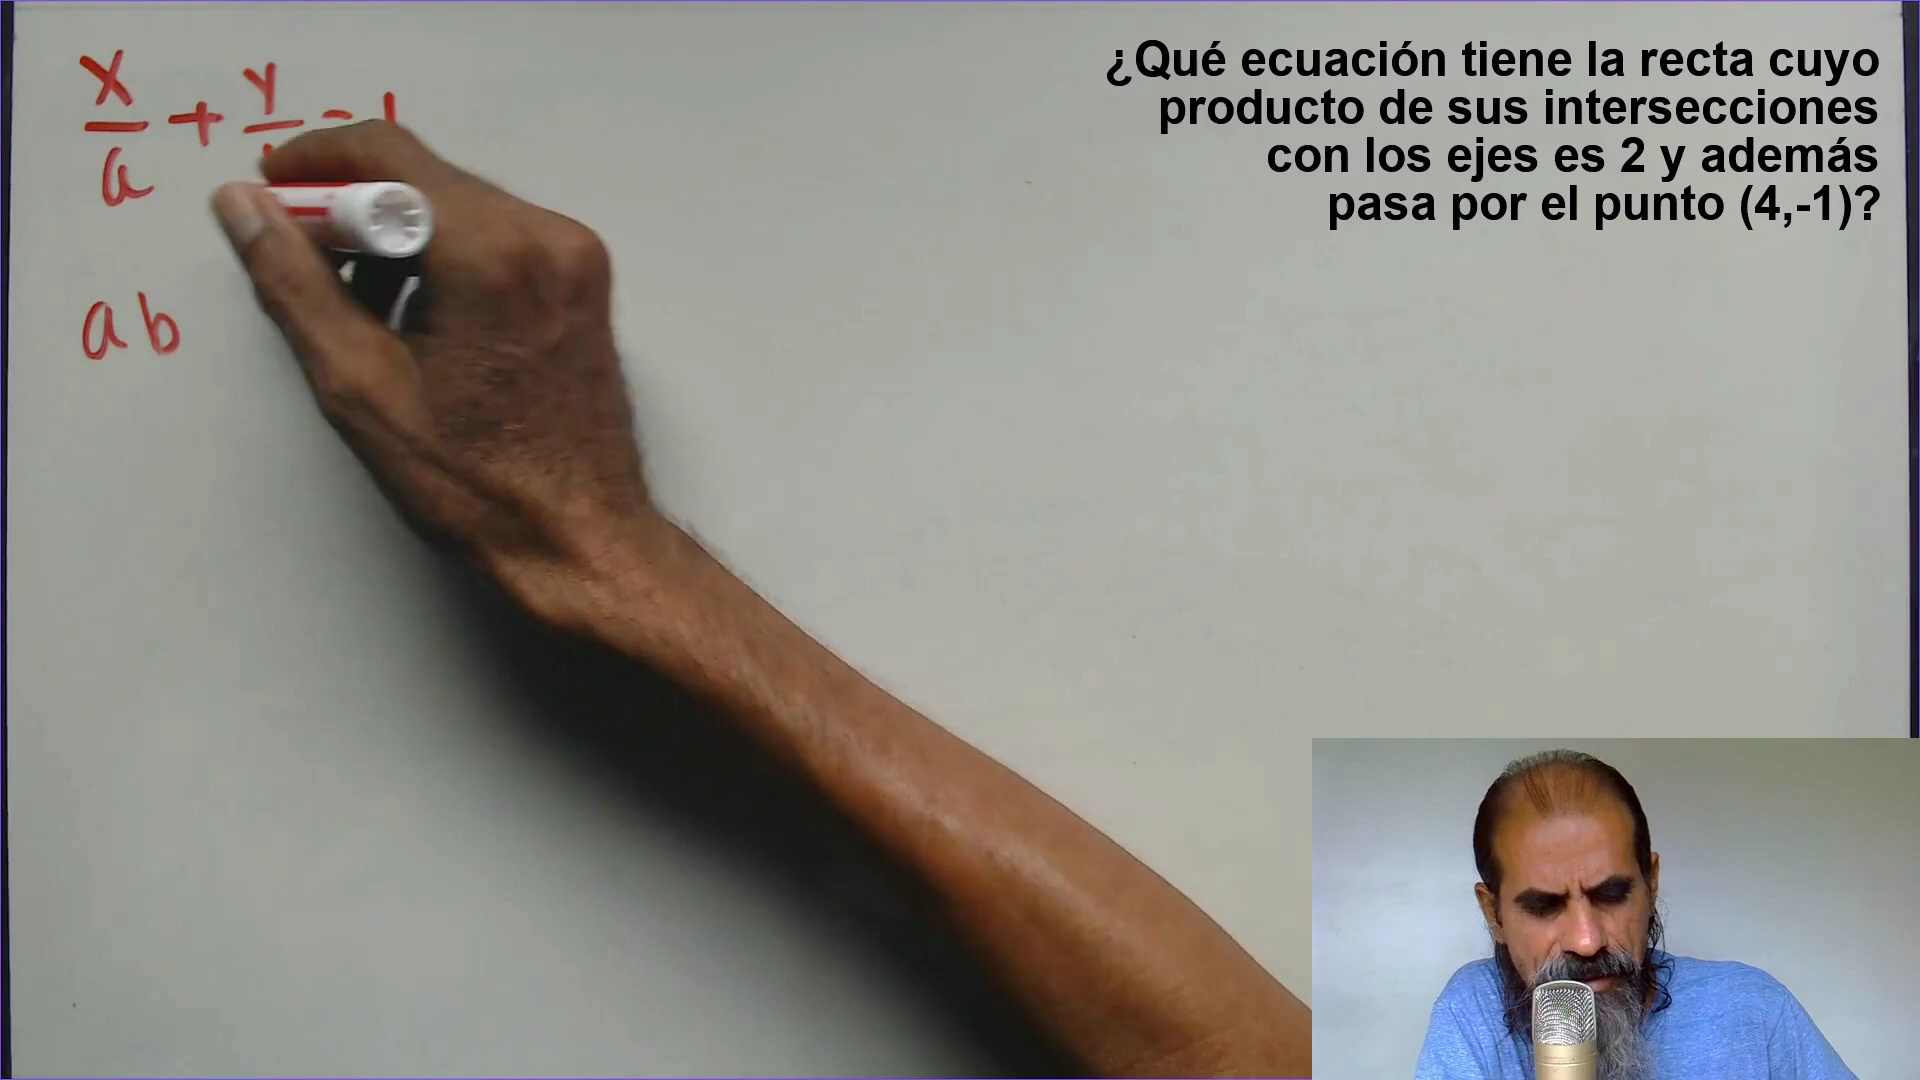 x/a + y/ = 1
ab
¿Qué ecuación tiene la recta cuyo
producto de sus intersecciones
con los ejes es 2 y además
pasa por el punto (4,-1)?